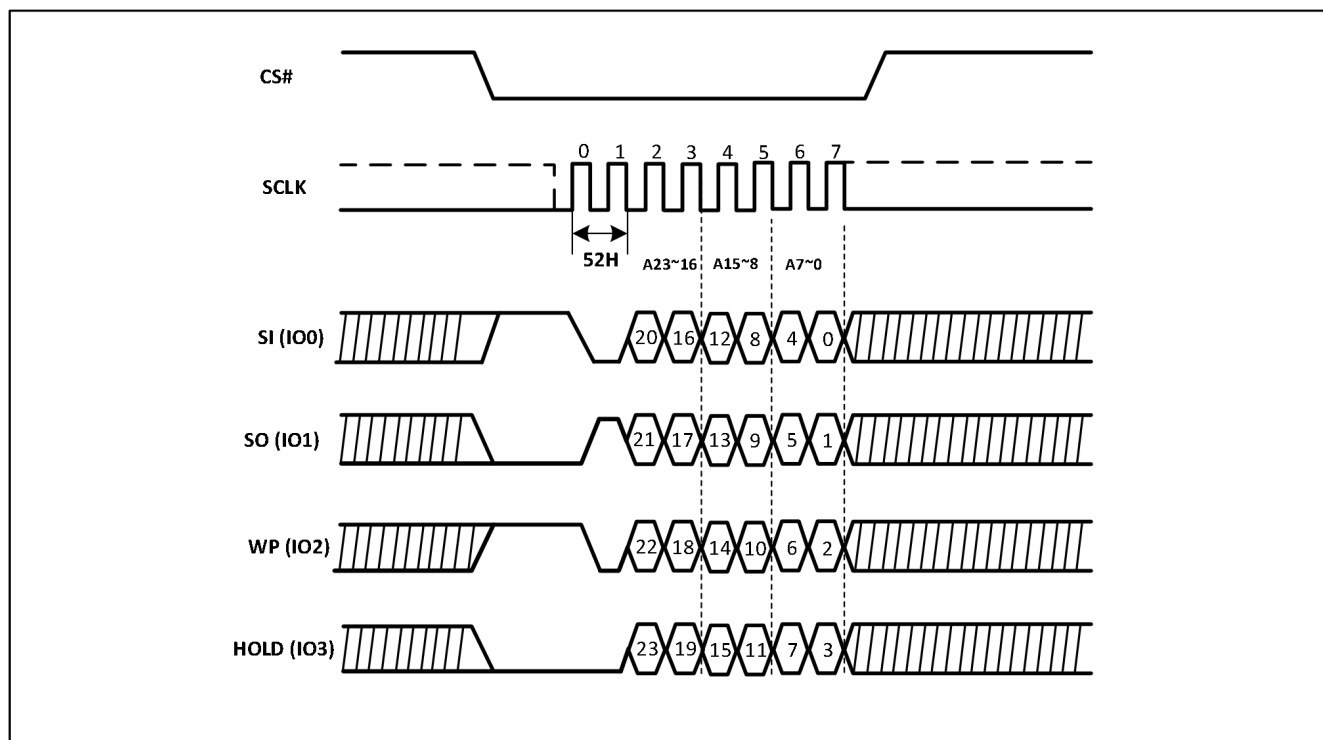 CS#
0 1 2 3 4 5 6 7
SCLK
52H A23~16 A15~8 A7~0
SI (IO0) 20 16 12 8 4 0
SO (IO1) 21 17 13 9 5 1
WP (IO2) 22 18 14 10 6 2
HOLD (IO3) 23 19 15 11 7 3